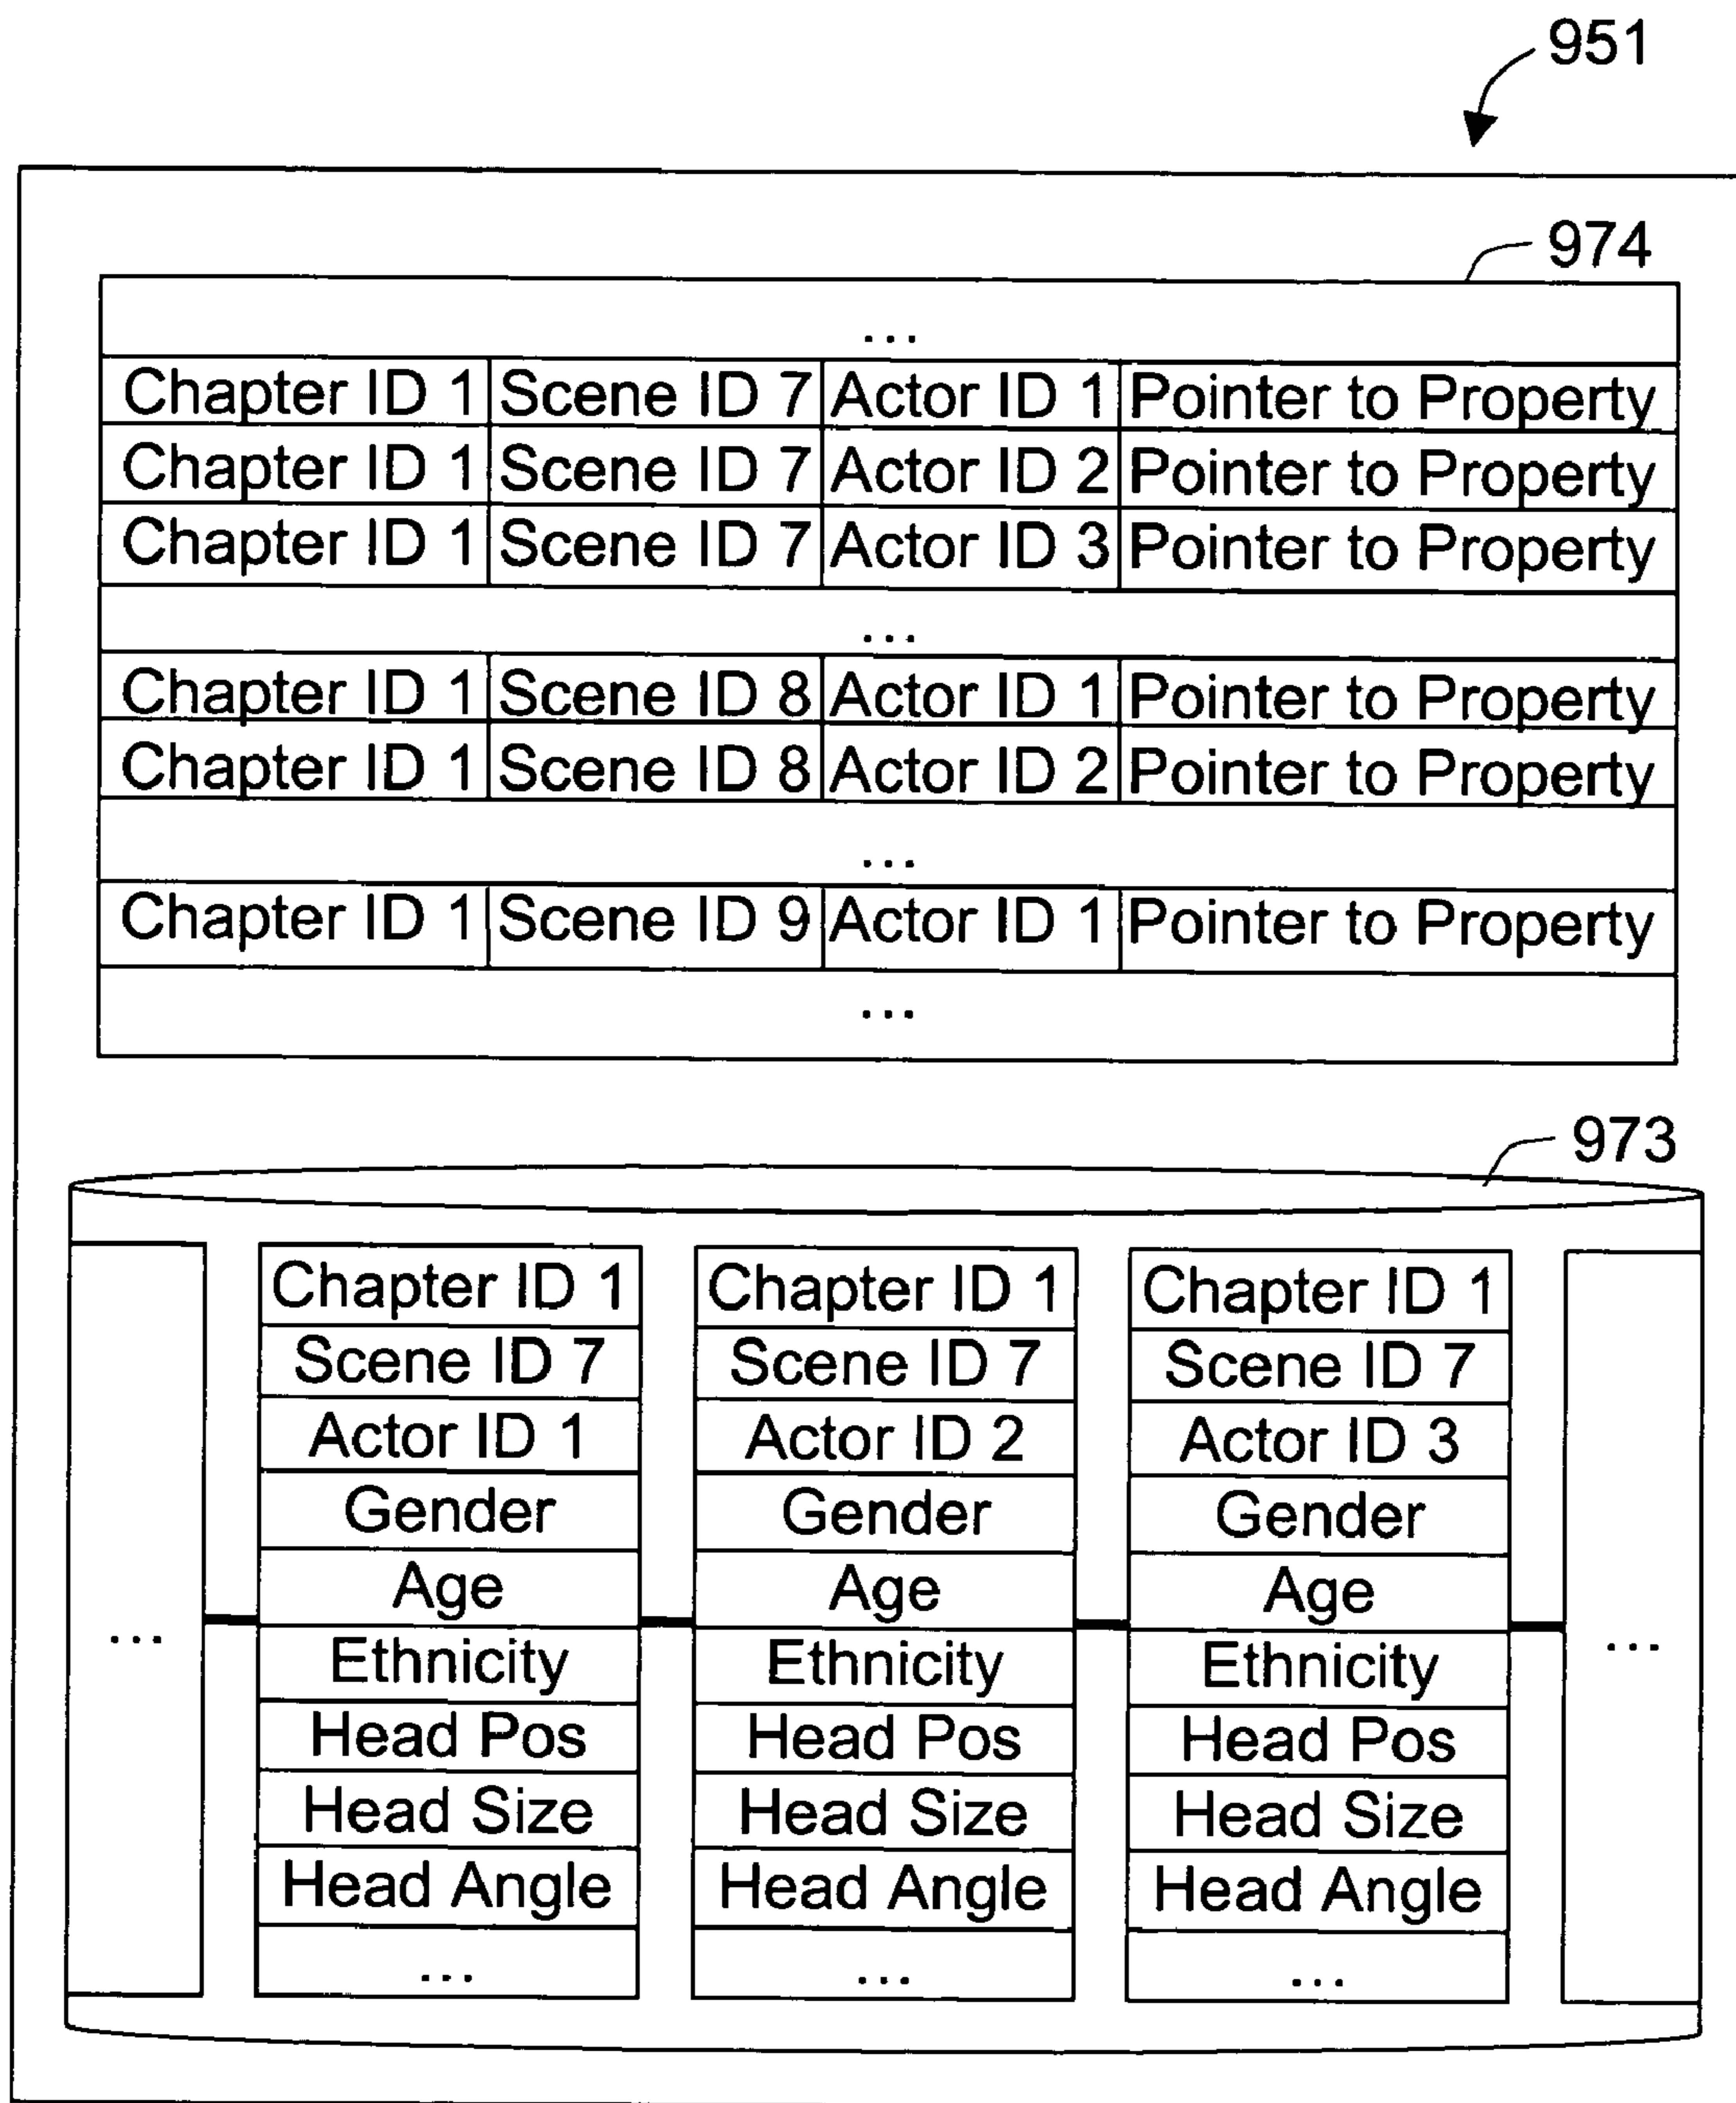 951
974
...
Chapter ID 1 Scene ID 7 Actor ID 1 Pointer to Property
Chapter ID 1 Scene ID 7 Actor ID 2 Pointer to Property
Chapter ID 1 Scene ID 7 Actor ID 3 Pointer to Property
...
Chapter ID 1 Scene ID 8 Actor ID 1 Pointer to Property
Chapter ID 1 Scene ID 8 Actor ID 2 Pointer to Property
...
Chapter ID 1 Scene ID 9 Actor ID 1 Pointer to Property
...
973
Chapter ID 1 Chapter ID 1 Chapter ID 1
Scene ID 7 Scene ID 7 Scene ID 7
Actor ID 1 Actor ID 2 Actor ID 3
Gender Gender Gender
Age Age Age
... Ethnicity Ethnicity Ethnicity ...
Head Pos Head Pos Head Pos
Head Size Head Size Head Size
Head Angle Head Angle Head Angle
... ... ...